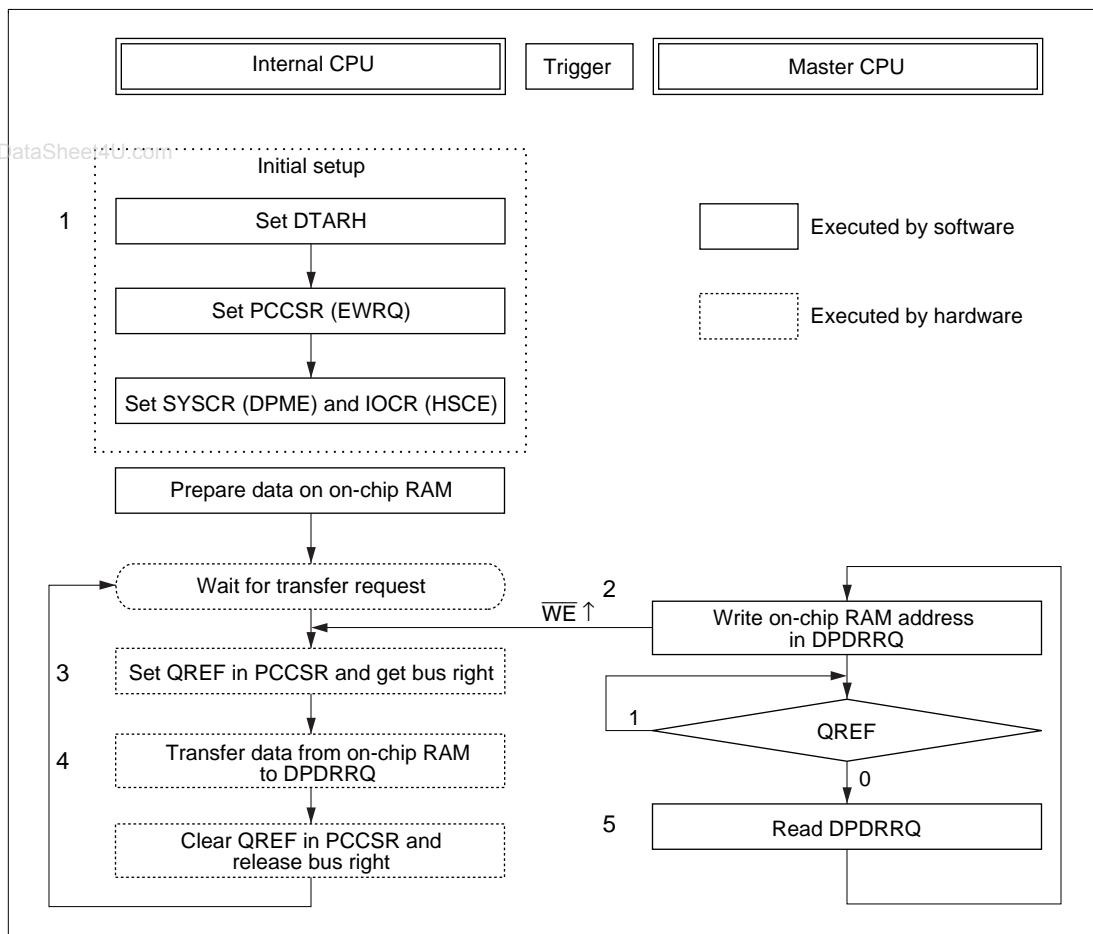 Internal CPU
Trigger
Master CPU
DataSheet4U.com
Initial setup
1
Set DTARH
Executed by software
Set PCCSR (EWRQ)
Executed by hardware
Set SYSCR (DPME) and IOCR (HSCE)
Prepare data on on-chip RAM
Wait for transfer request
2
WE ↑
Write on-chip RAM address
in DPDRRQ
3
Set QREF in PCCSR and get bus right
1
QREF
4
Transfer data from on-chip RAM
to DPDRRQ
0
5
Read DPDRRQ
Clear QREF in PCCSR and
release bus right